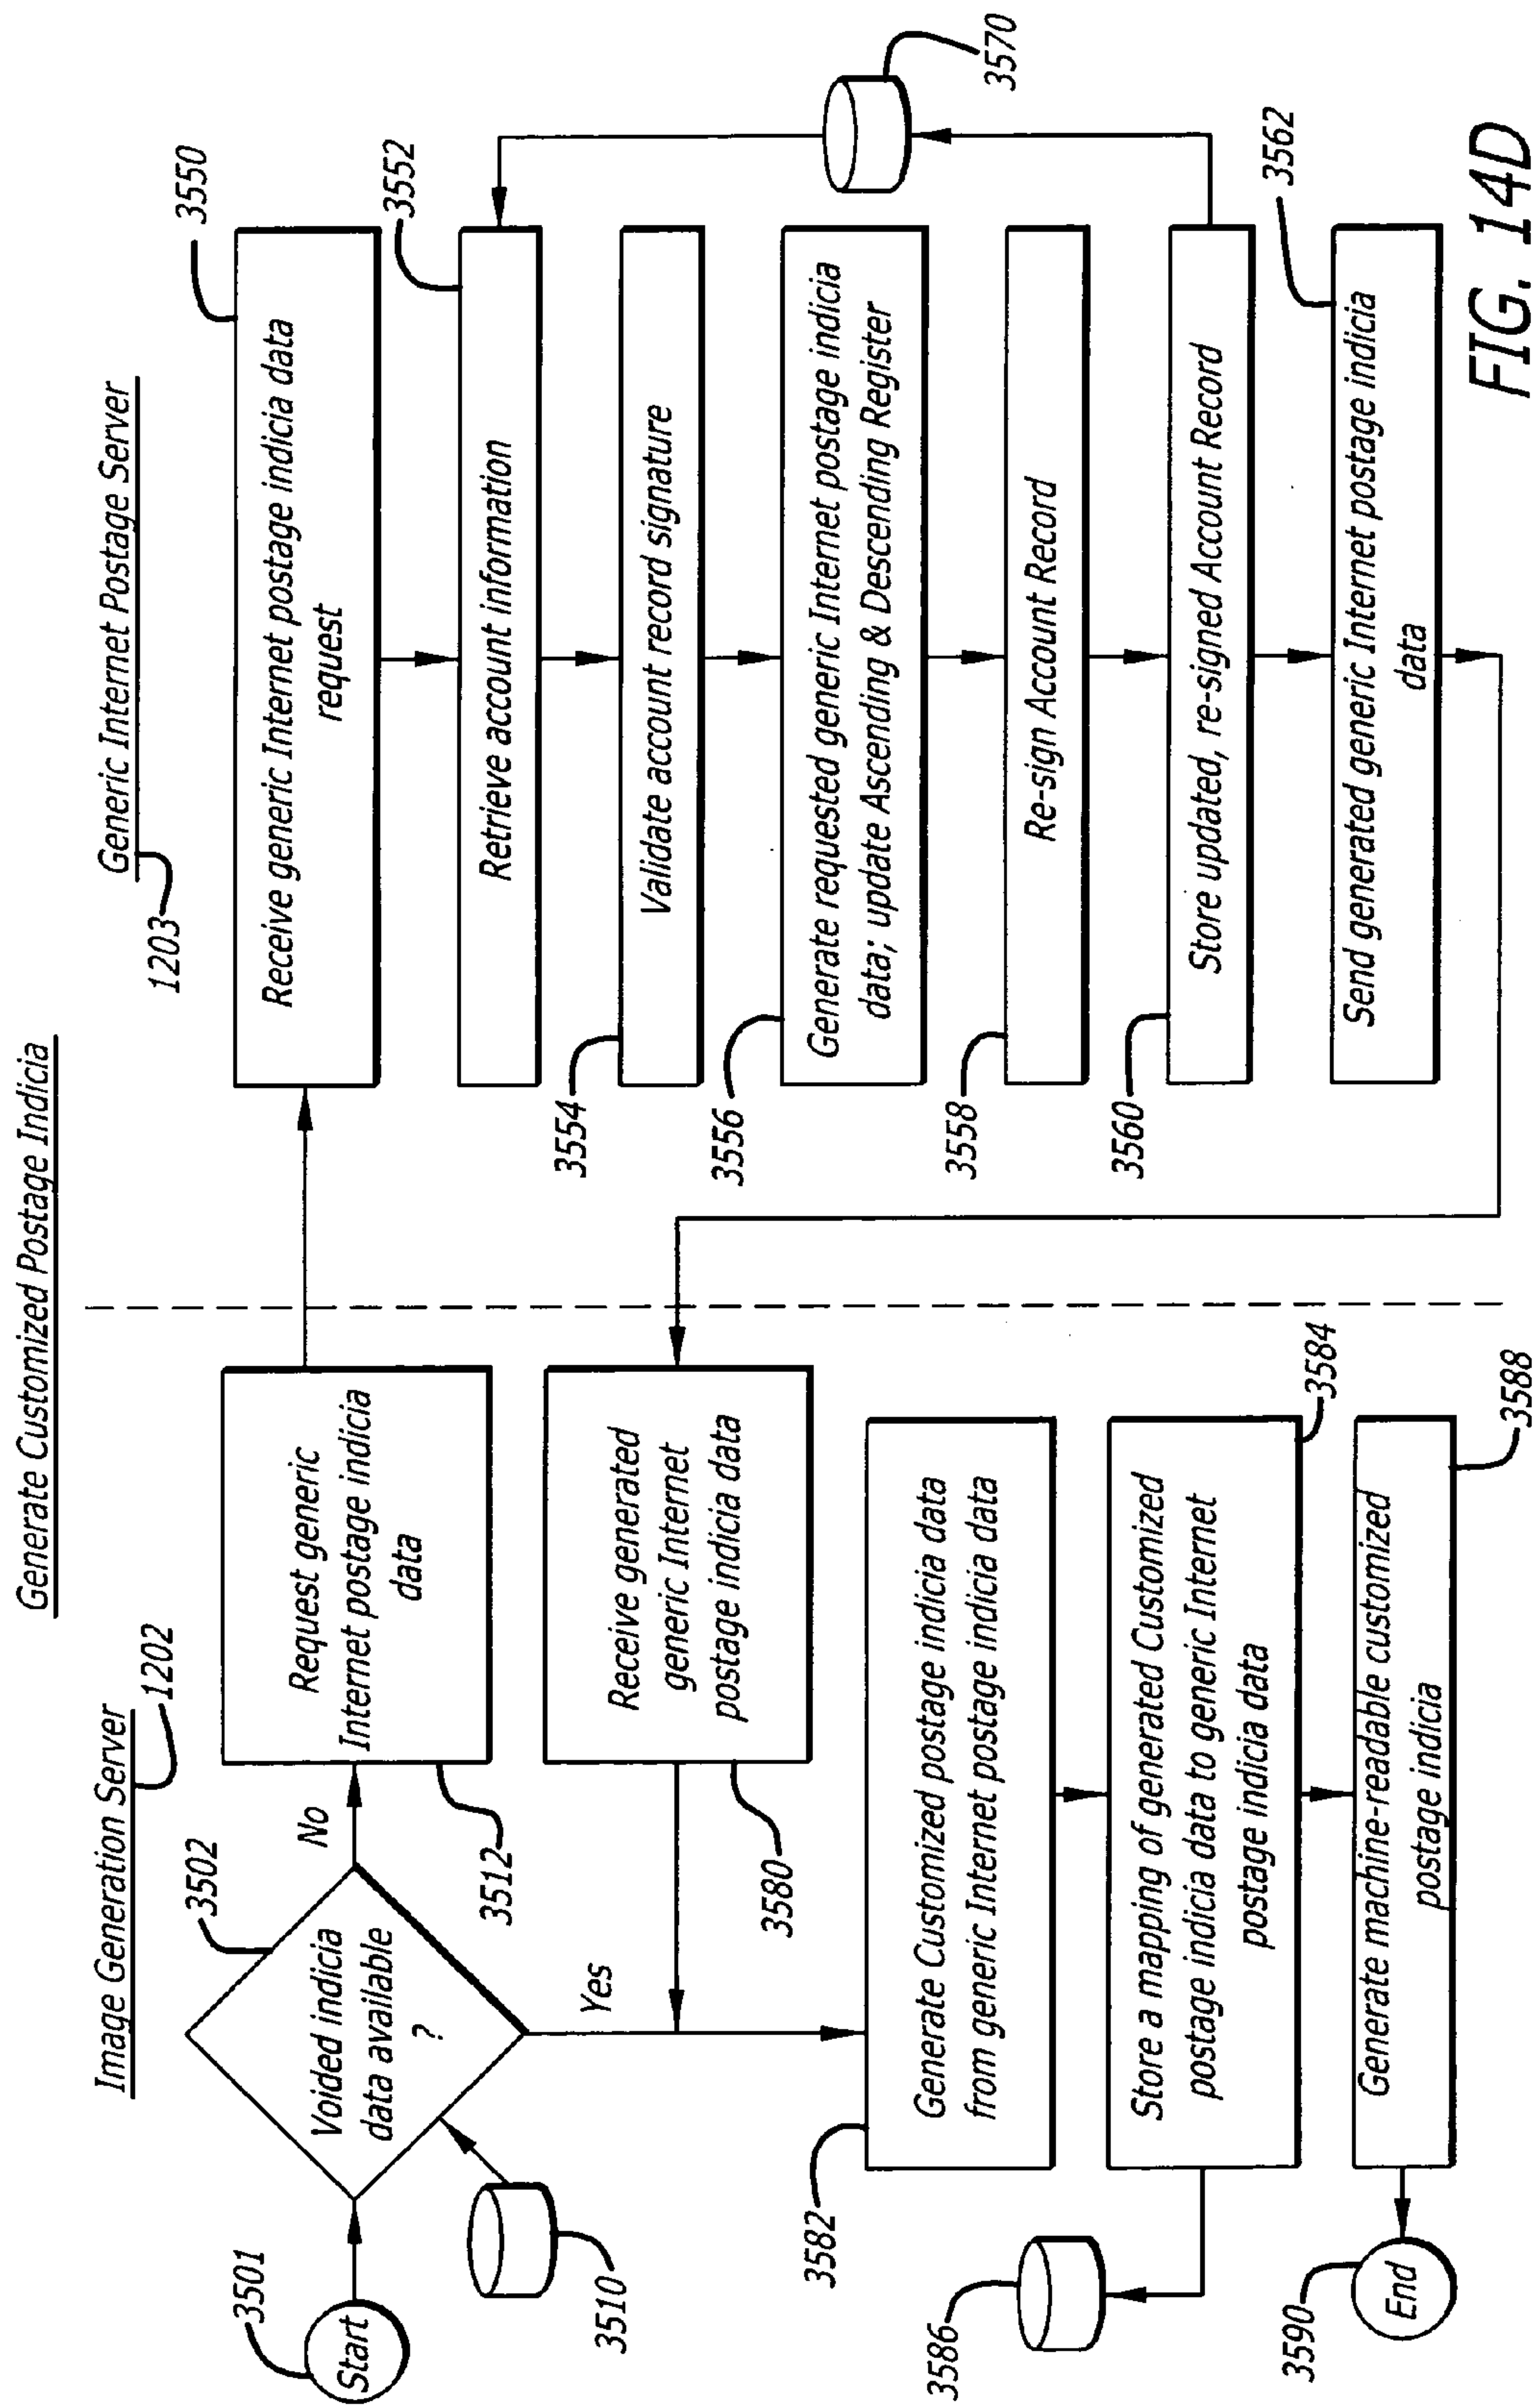 Generate Customized Postage Indicia
Image Generation Server
1202
Generic Internet Postage Server
1203
3501
Start
3502
Voided indicia
data available
?
No
Yes
3510
Request generic
Internet postage indicia
data
3512
3550
Receive generic Internet postage indicia data
request
3552
Retrieve account information
3554
Validate account record signature
3556
Generate requested generic Internet postage indicia
data; update Ascending & Descending Register
3558
Re-sign Account Record
3560
Store updated, re-signed Account Record
3570
3562
Send generated generic Internet postage indicia
data
Receive generated
generic Internet
postage indicia data
3580
3582
Generate Customized postage indicia data
from generic Internet postage indicia data
Store a mapping of generated Customized
postage indicia data to generic Internet
postage indicia data
3584
3586
Generate machine-readable customized
postage indicia
3588
3590
End
FIG. 14D